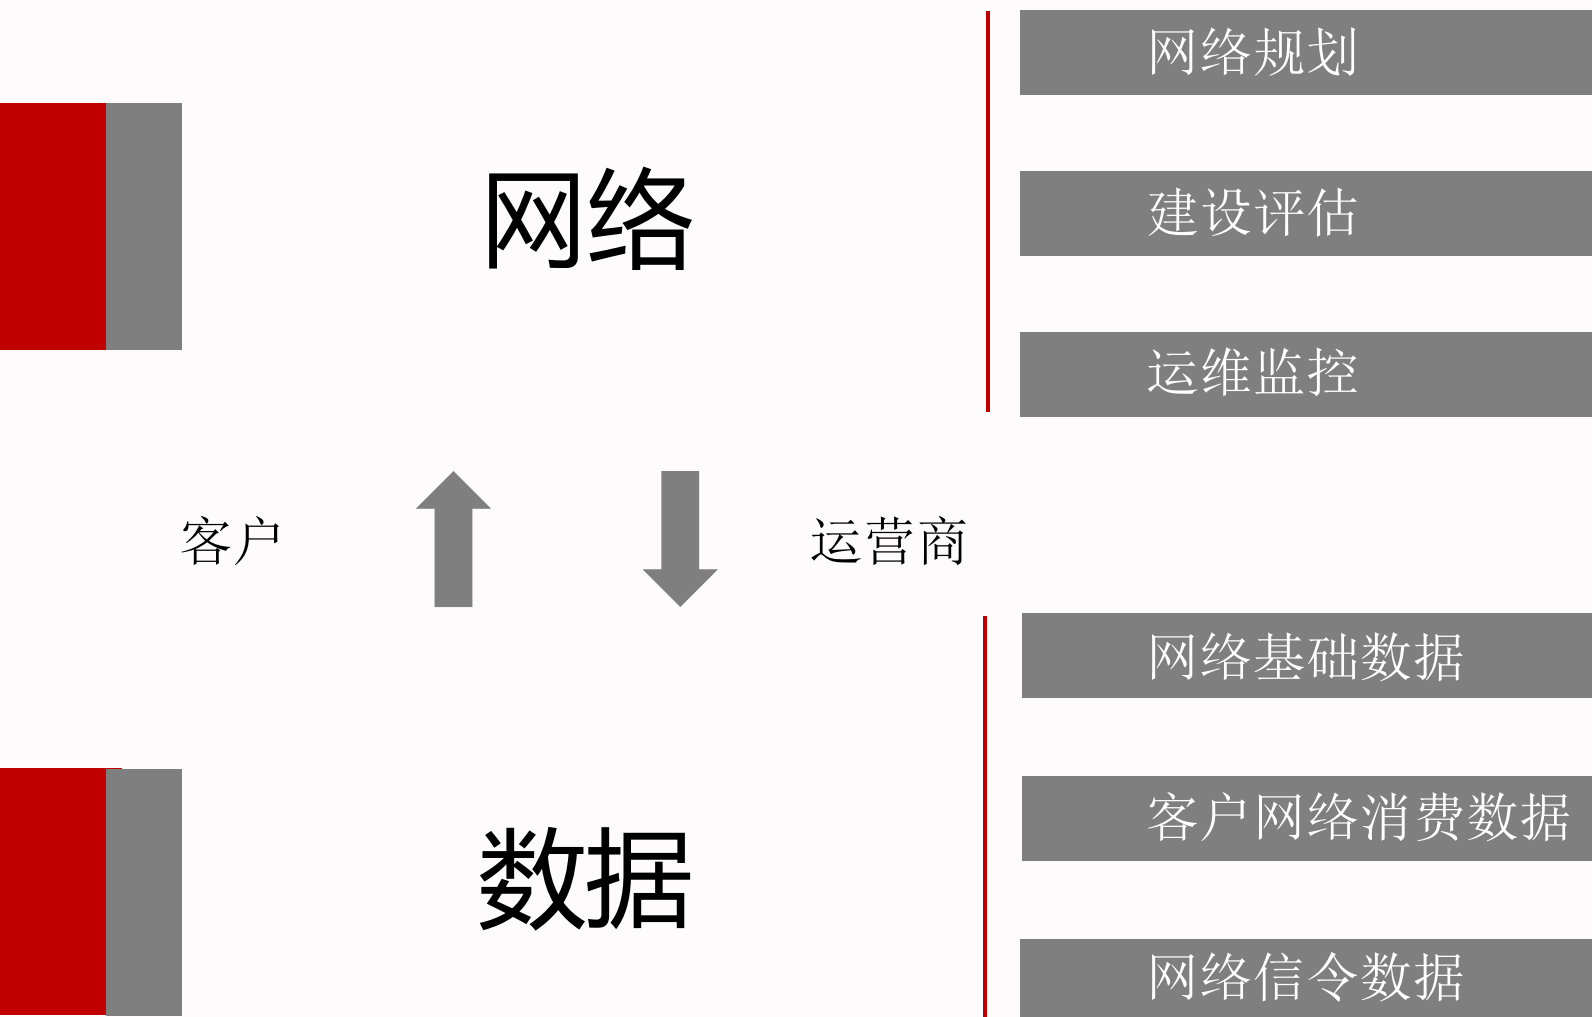 网络
网络规划
建设评估
运维监控
客户
运营商
数据
网络基础数据
客户网络消费数据
网络信令数据